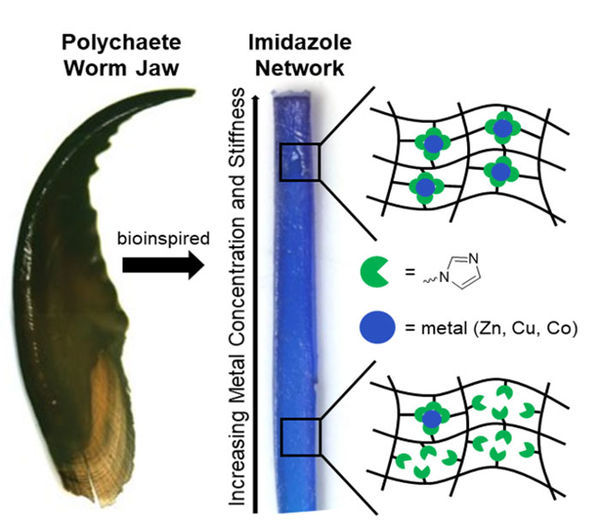 Polychaete
Worm Jaw
Imidazole
Network
bioinspired
Increasing Metal Concentration and Stiffness
= N N
= metal (Zn, Cu, Co)